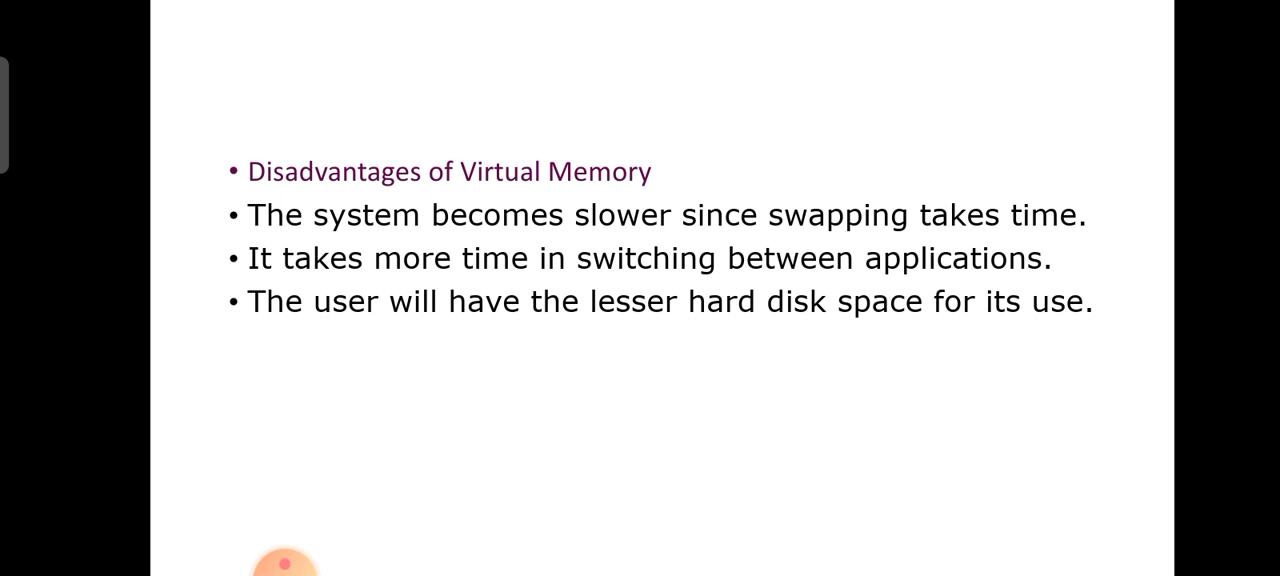 • Disadvantages of Virtual Memory
• The system becomes slower since swapping takes time.
• It takes more time in switching between applications.
• The user will have the lesser hard disk space for its use.